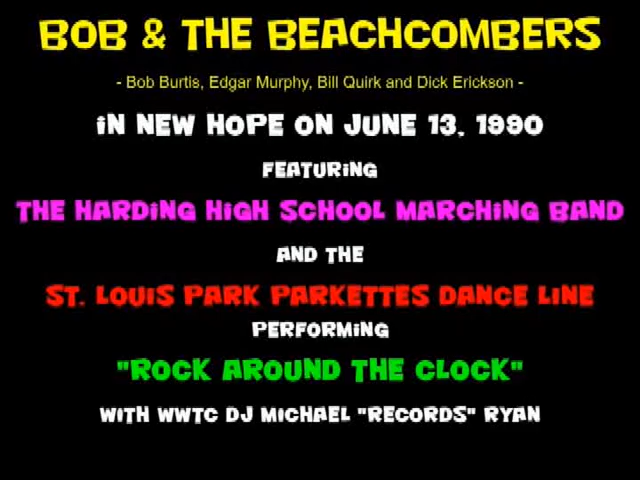 BOB & THE BEACHCOMBERS
- Bob Burtis, Edgar Murphy, Bill Quirk and Dick Erickson -
iN NEW HOPE ON JUNE 13, 1990
FEATURiNG
THE HARDiNG HiGH SCHOOL MARCHiNG BAND
AND THE
ST. LOUiS PARK PARKETTES DANCE LiNE
PERFORMiNG
"ROCK AROUND THE CLOCK"
WiTH WWTC DJ MiCHAEL "RECORDS" RYAN